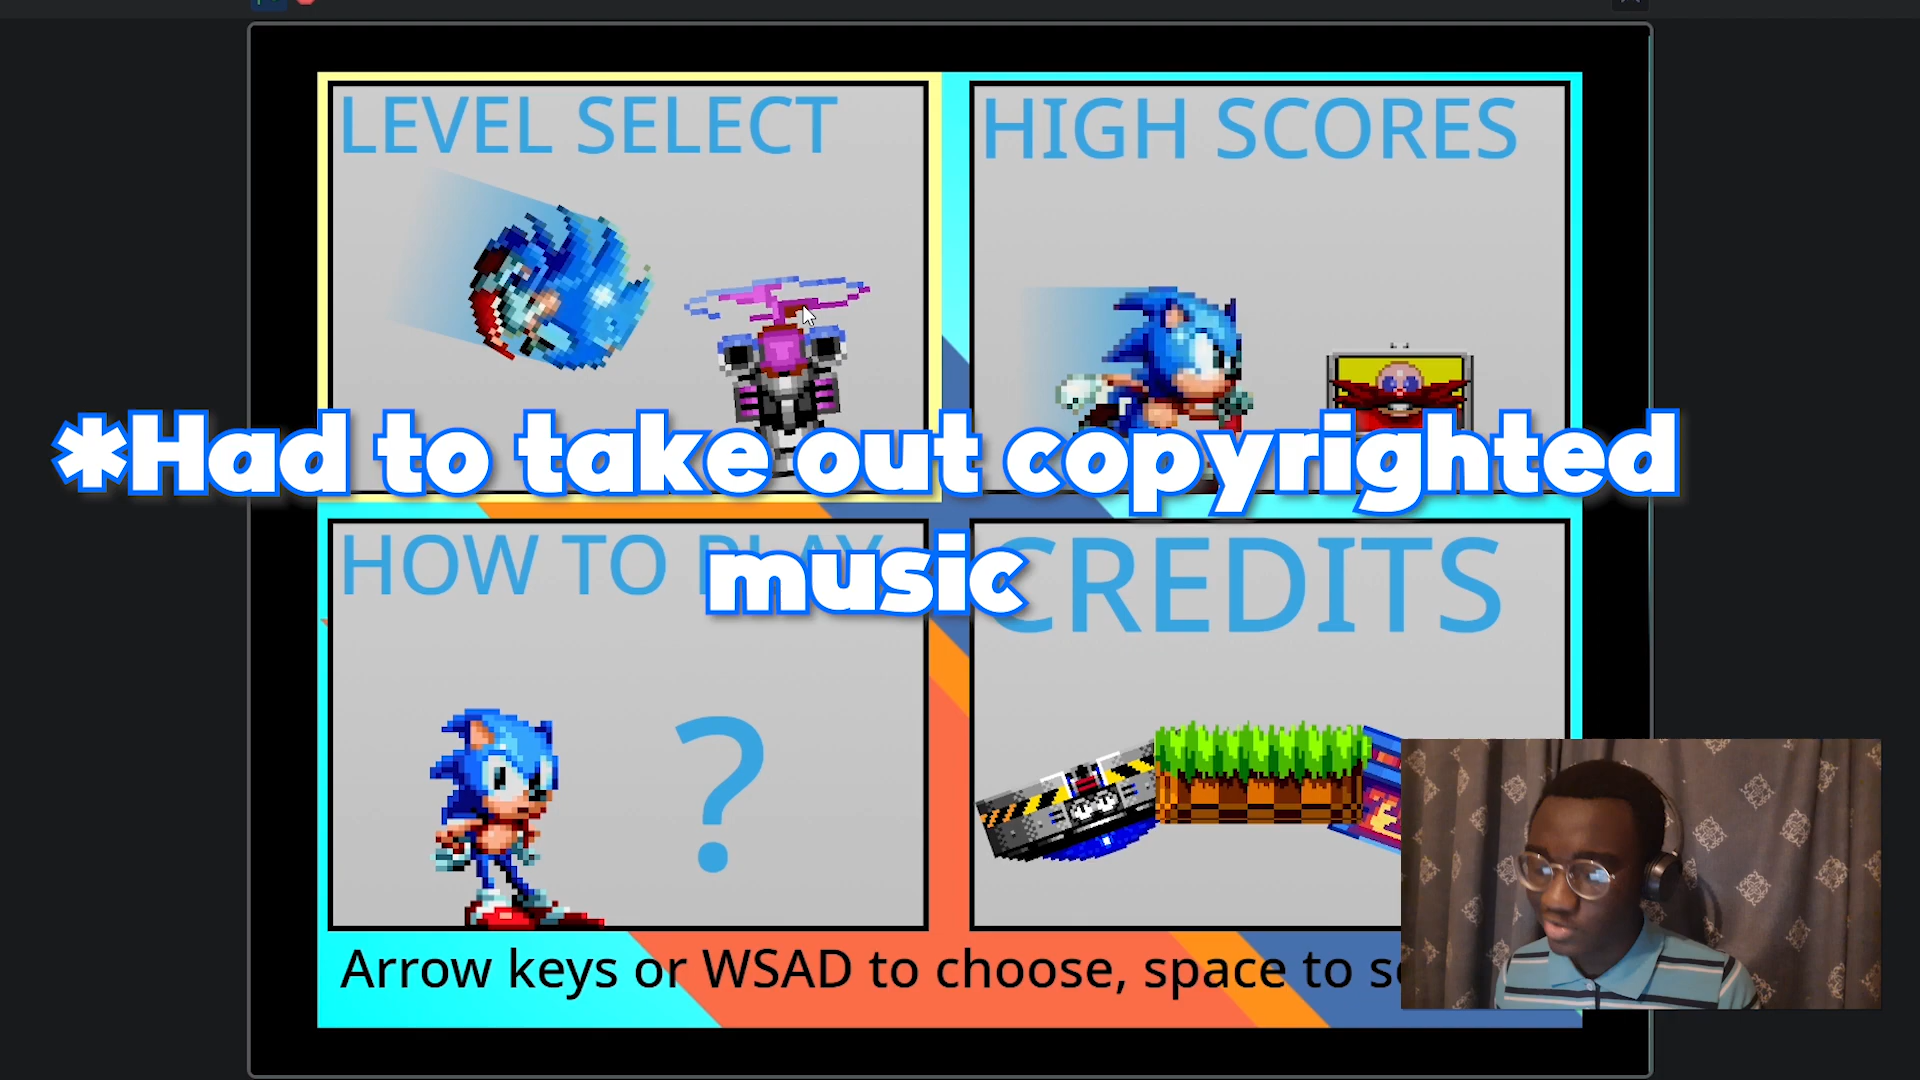 LEVEL SELECT
HIGH SCORES
*Had to take out copyrighted
music
HOW TO PLAY
CREDITS
?
Arrow keys or WSAD to choose, space to